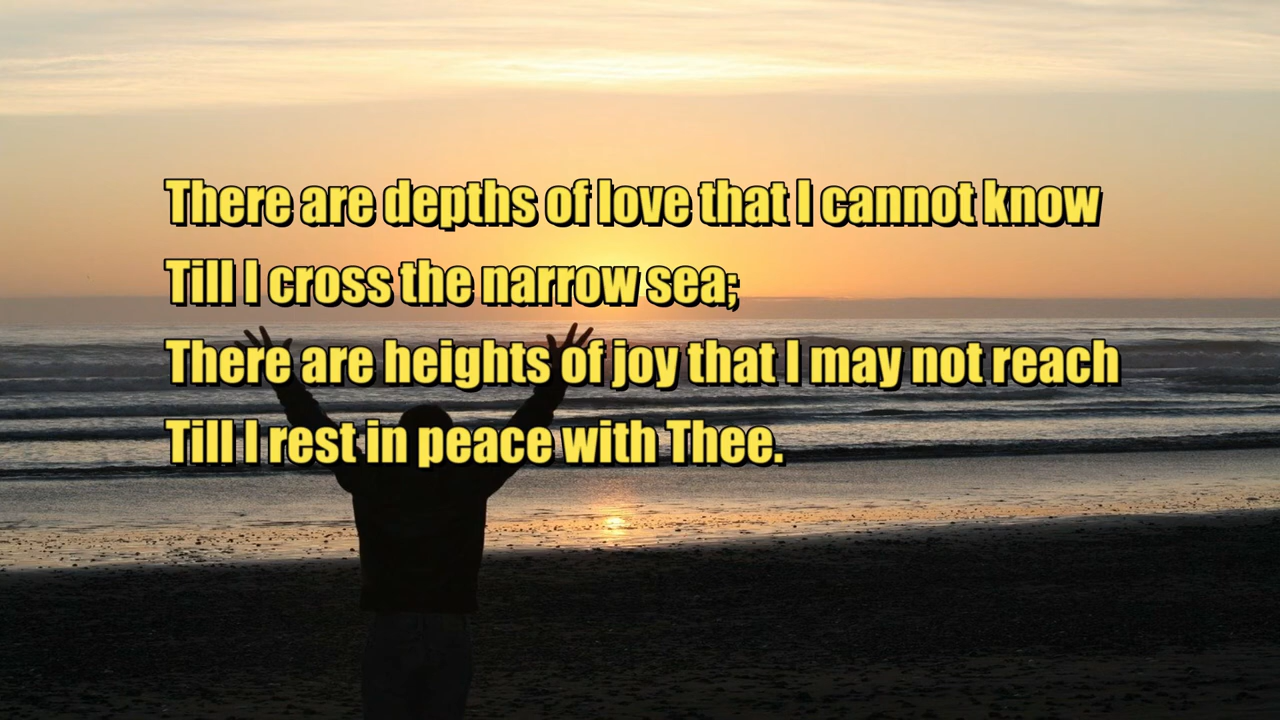 There are depths of love that I cannot know
Till I cross the narrow sea;
There are heights of joy that I may not reach
Till I rest in peace with Thee.